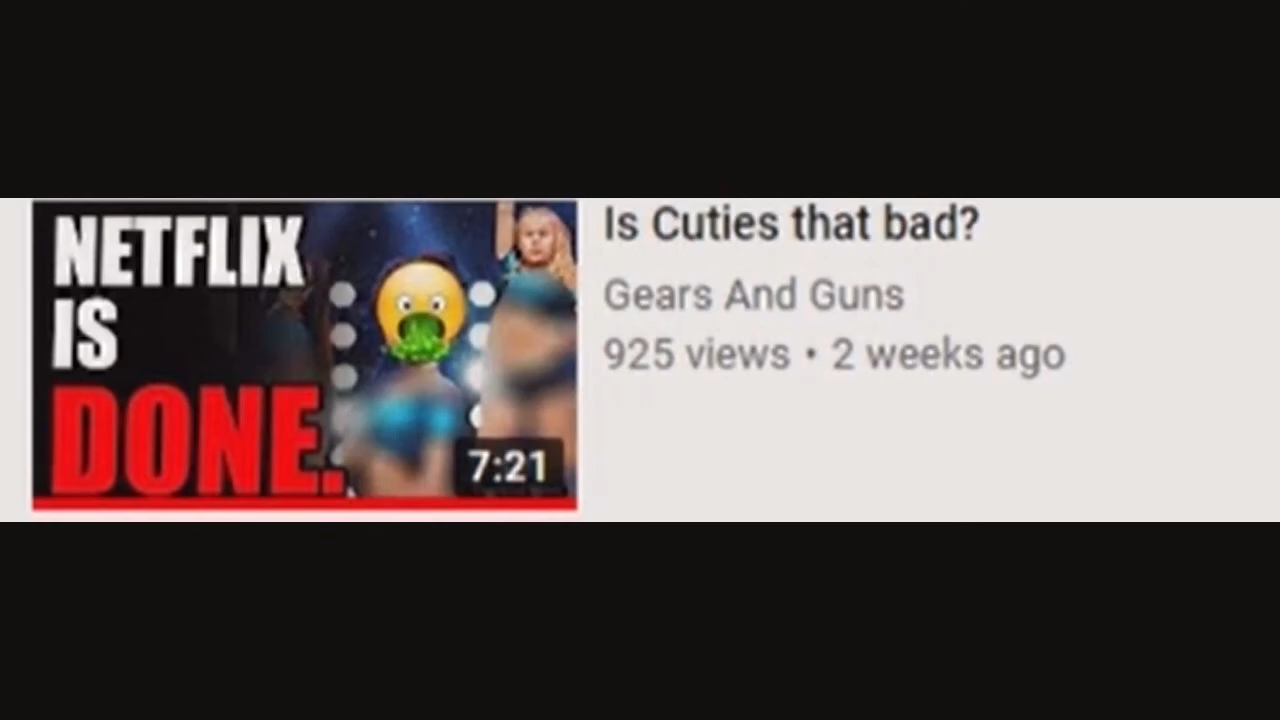 NETFLIX
IS
DONE.
7:21
Is Cuties that bad?
Gears And Guns
925 views • 2 weeks ago